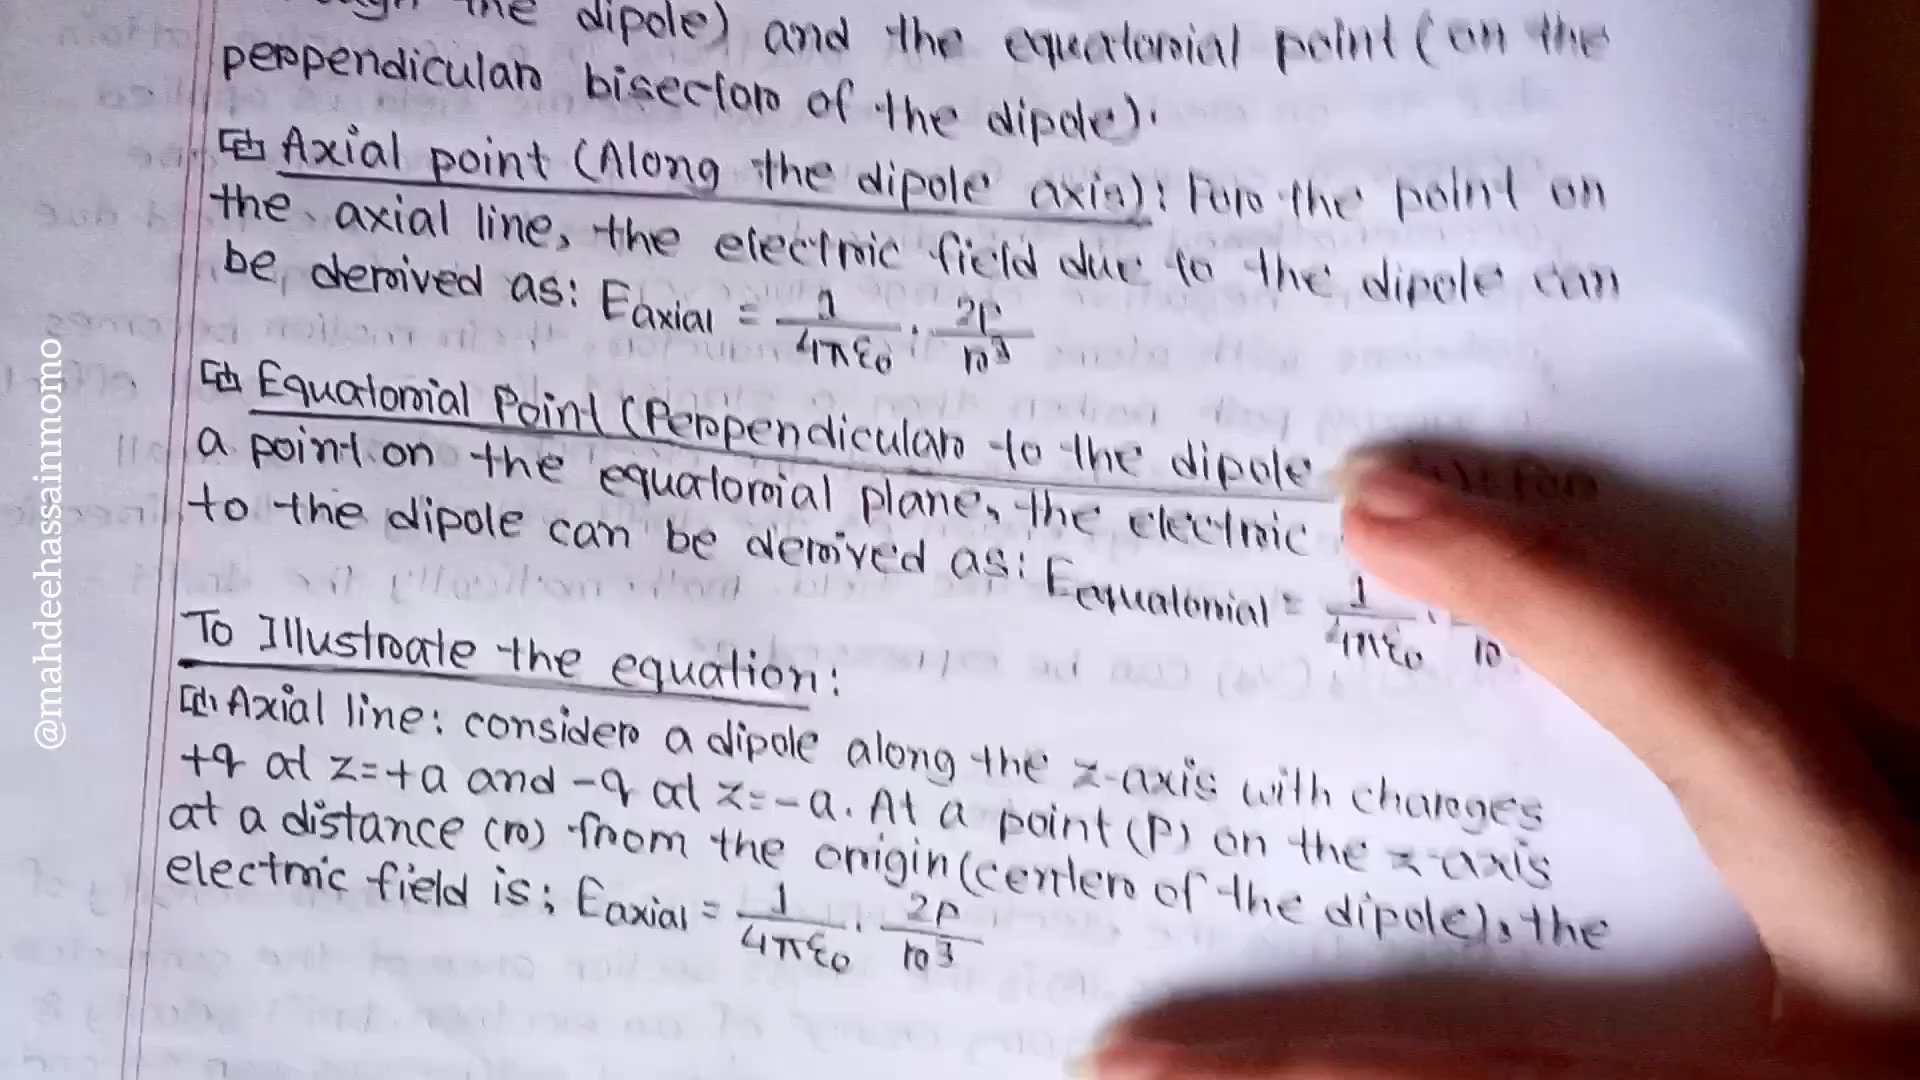 the dipole) and the equatorial point (on the
perpendicular bisector of the dipole).
Axial point (Along the dipole axis): For the point on
the axial line, the electric field due to the dipole can
be derived as: Eaxial = 1/4πε0 . 2p/r³
Equatorial Point (Perpendicular to the dipole
a point on the equatorial plane, the electric
to the dipole can be derived as: Eequatorial = 1/4πε0 .
To Illustrate the equation:
Axial line: consider a dipole along the z-axis with charges
+q at z=+a and -q at z=-a. At a point (P) on the z-axis
at a distance (r) from the origin (center of the dipole), the
electric field is; Eaxial = 1/4πε0 . 2p/r³
@mahdeehassainmomo